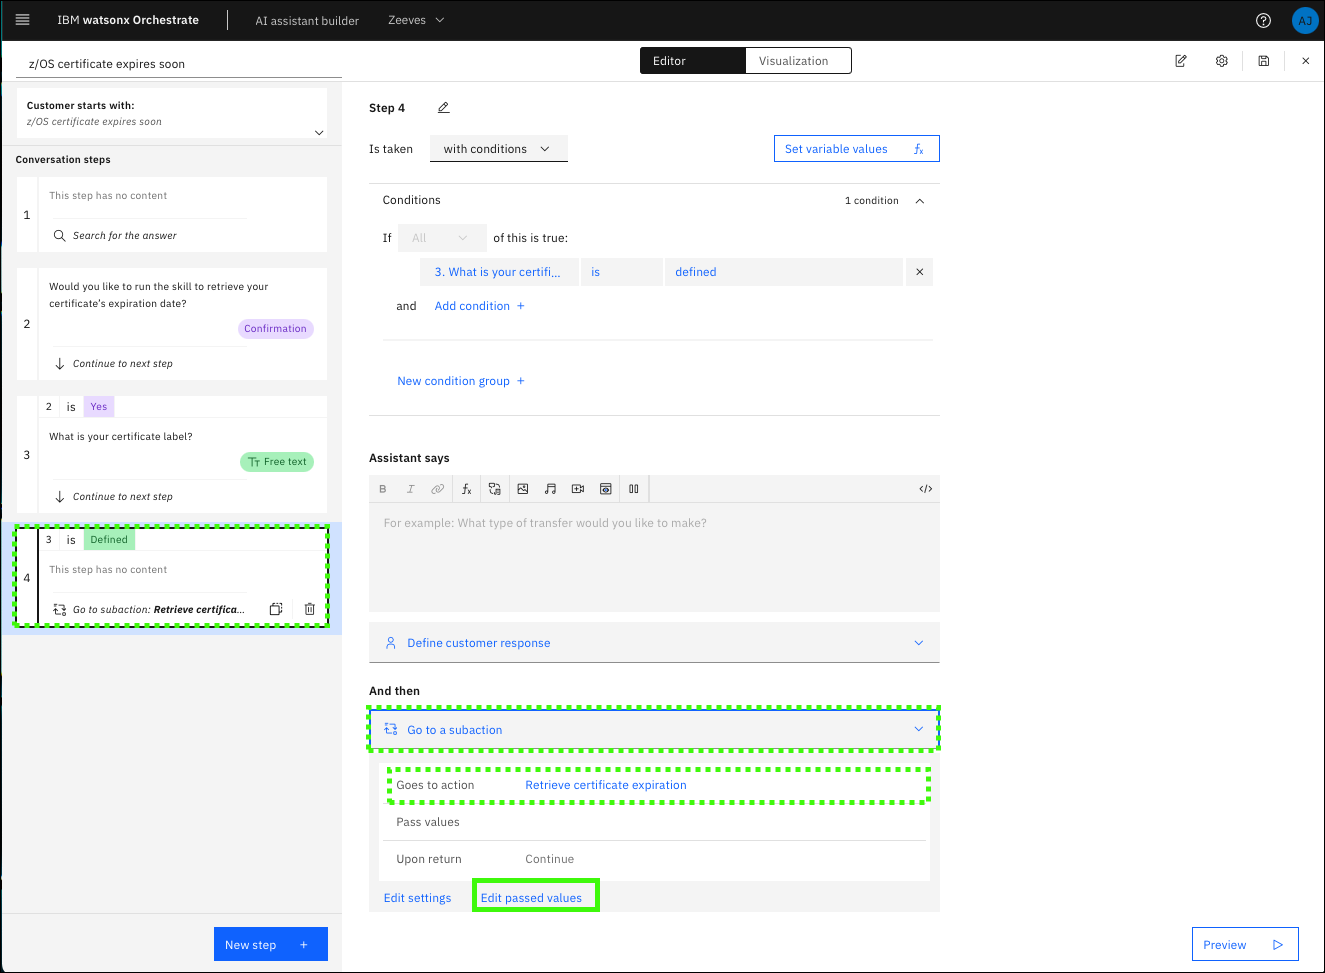 IBM watsonx Orchestrate
AI assistant builder
Zeeves
AJ
z/OS certificate expires soon
Editor
Visualization
Customer starts with:
z/OS certificate expires soon
Conversation steps
1
This step has no content
Search for the answer
2
Would you like to run the skill to retrieve your
certificate's expiration date?
Confirmation
Continue to next step
3
2 is Yes
What is your certificate label?
Free text
Continue to next step
4
3 is Defined
This step has no content
Go to subaction: Retrieve certifica...
New step +
Step 4
Is taken
with conditions
Set variable values fx
Conditions
1 condition
If All of this is true:
3. What is your certifi... is defined
and Add condition +
New condition group +
Assistant says
B I fx </>
For example: What type of transfer would you like to make?
Define customer response
And then
Go to a subaction
Goes to action Retrieve certificate expiration
Pass values
Upon return Continue
Edit settings Edit passed values
Preview